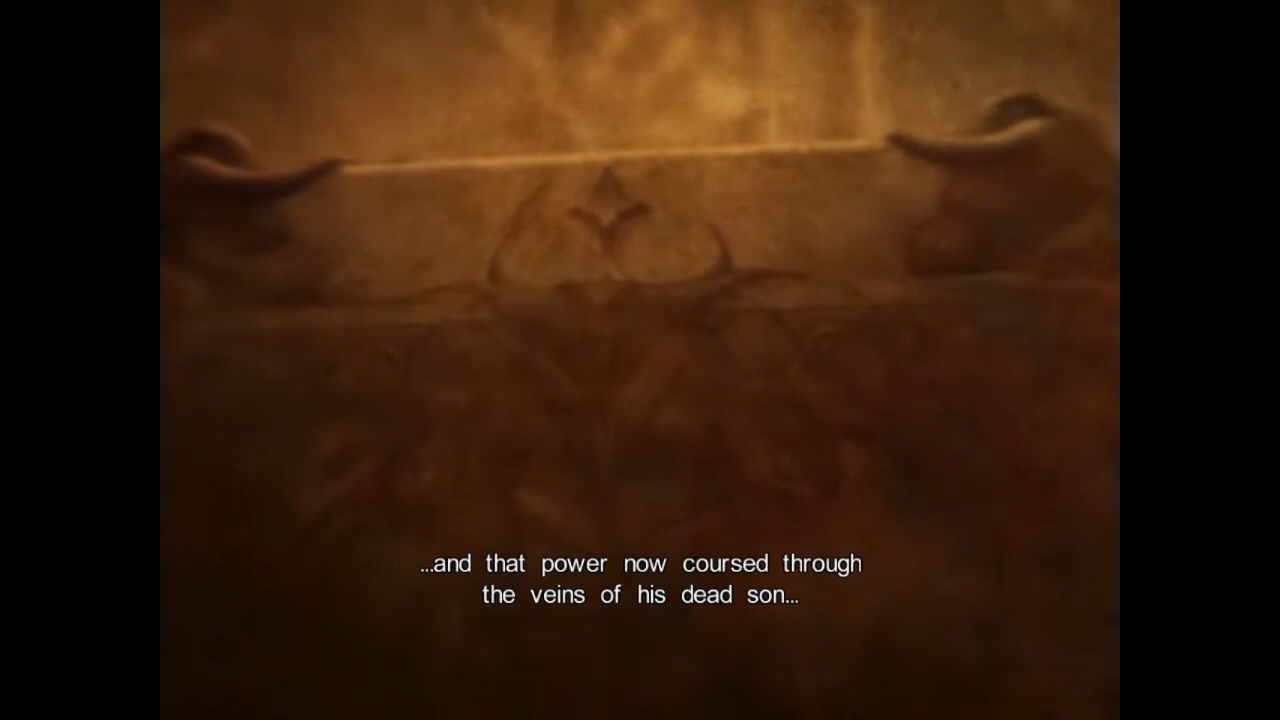 ...and that power now coursed through
the veins of his dead son...